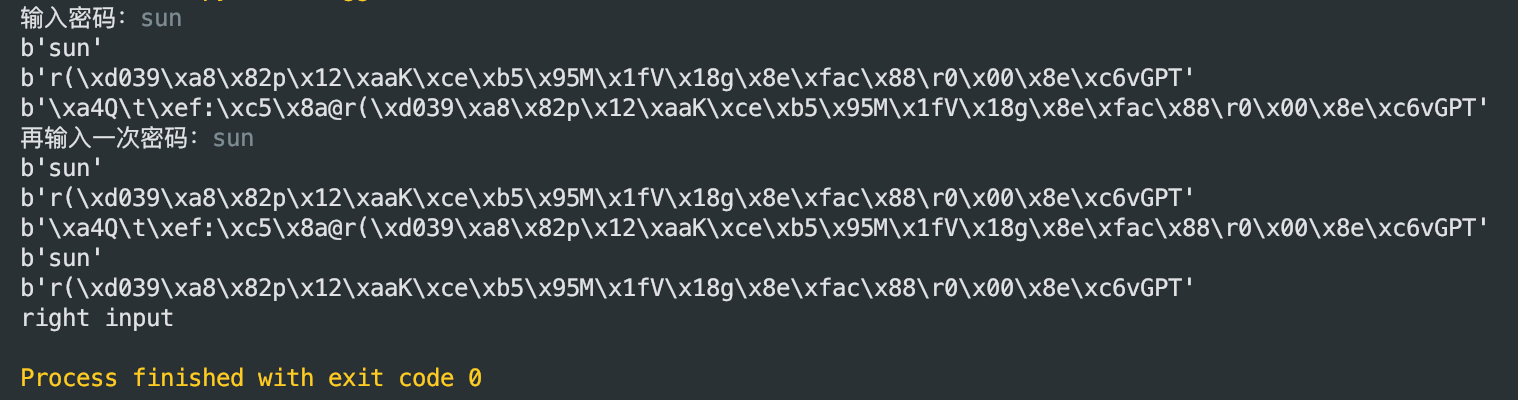 输入密码：sun
b'sun'
b'r(\xd039\xa8\x82p\x12\xaaK\xce\xb5\x95M\x1fV\x18g\x8e\xfac\x88\r0\x00\x8e\xc6vGPT'
b'\xa4Q\t\xef:\xc5\x8a@r(\xd039\xa8\x82p\x12\xaaK\xce\xb5\x95M\x1fV\x18g\x8e\xfac\x88\r0\x00\x8e\xc6vGPT'
再输入一次密码：sun
b'sun'
b'r(\xd039\xa8\x82p\x12\xaaK\xce\xb5\x95M\x1fV\x18g\x8e\xfac\x88\r0\x00\x8e\xc6vGPT'
b'\xa4Q\t\xef:\xc5\x8a@r(\xd039\xa8\x82p\x12\xaaK\xce\xb5\x95M\x1fV\x18g\x8e\xfac\x88\r0\x00\x8e\xc6vGPT'
b'sun'
b'r(\xd039\xa8\x82p\x12\xaaK\xce\xb5\x95M\x1fV\x18g\x8e\xfac\x88\r0\x00\x8e\xc6vGPT'
right input
Process finished with exit code 0